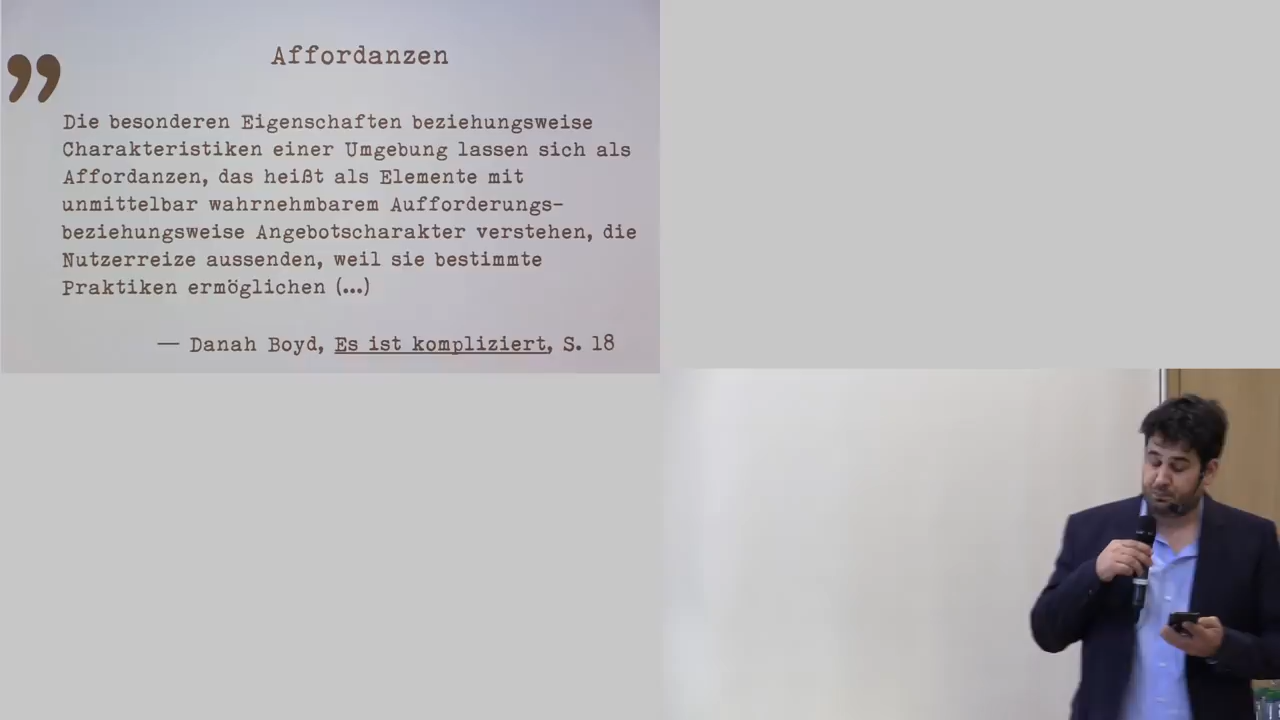 Affordanzen
”
Die besonderen Eigenschaften beziehungsweise
Charakteristiken einer Umgebung lassen sich als
Affordanzen, das heißt als Elemente mit
unmittelbar wahrnehmbarem Aufforderungs-
beziehungsweise Angebotscharakter verstehen, die
Nutzerreize aussenden, weil sie bestimmte
Praktiken ermöglichen (...)
— Danah Boyd, Es ist kompliziert, S. 18